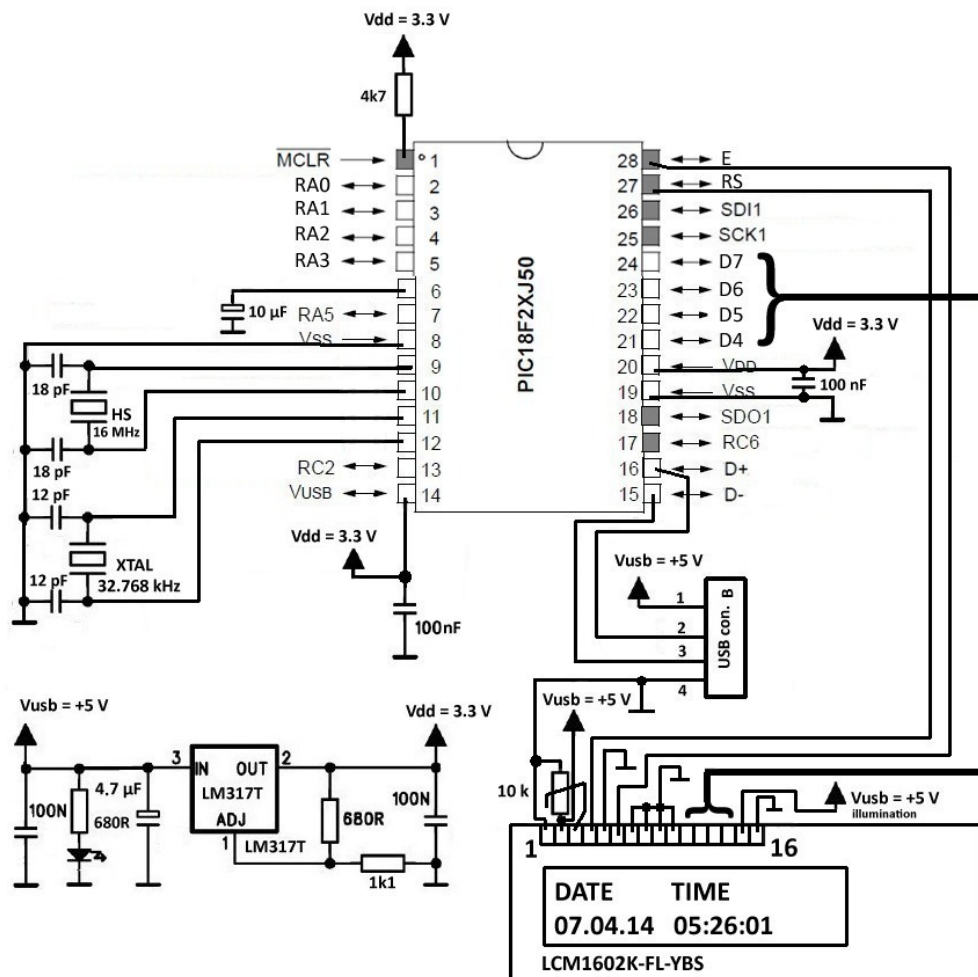 Vdd = 3.3 V
4k7
MCLR
RA0
RA1
RA2
RA3
10 µF
RA5
Vss
18 pF
HS
16 MHz
18 pF
12 pF
XTAL
12 pF
32.768 kHz
RC2
VUSB
Vdd = 3.3 V
100nF
1
2
3
4
5
6
7
8
9
10
11
12
13
14
PIC18F2XJ50
28
27
26
25
24
23
22
21
20
19
18
17
16
15
E
RS
SDI1
SCK1
D7
D6
D5
D4
Vdd = 3.3 V
VDD
100 nF
Vss
SDO1
RC6
D+
D-
Vusb = +5 V
1
2
3
4
USB con. B
Vusb = +5 V
10 k
Vusb = +5 V
illumination
1
16
DATE TIME
07.04.14 05:26:01
LCM1602K-FL-YBS
Vusb = +5 V
Vdd = 3.3 V
3
IN OUT
2
LM317T
ADJ
1
LM317T
100N
4.7 µF
680R
680R
100N
1k1